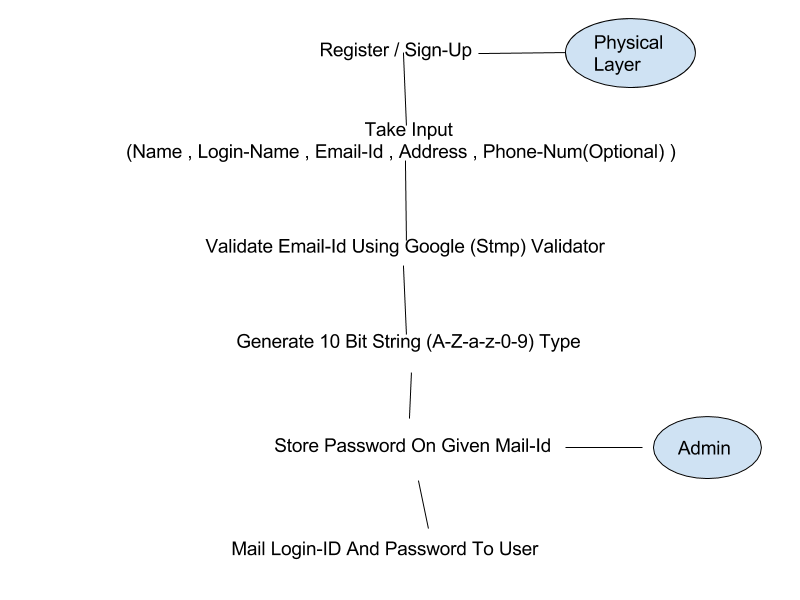 Register / Sign-Up
Physical
Layer
Take Input
(Name , Login-Name , Email-Id , Address , Phone-Num(Optional) )
Validate Email-Id Using Google (Stmp) Validator
Generate 10 Bit String (A-Z-a-z-0-9) Type
Store Password On Given Mail-Id
Admin
Mail Login-ID And Password To User